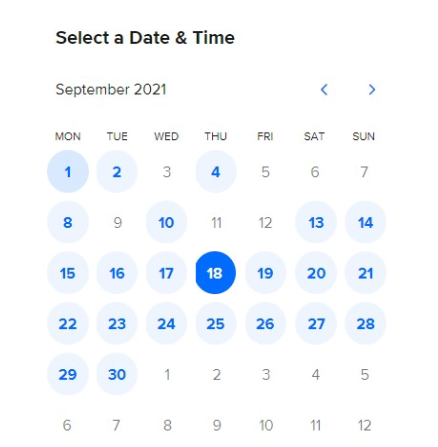 Select a Date & Time
September 2021
MON TUE WED THU FRI SAT SUN
1 2 3 4 5 6 7
8 9 10 11 12 13 14
15 16 17 18 19 20 21
22 23 24 25 26 27 28
29 30 1 2 3 4 5
6 7 8 9 10 11 12